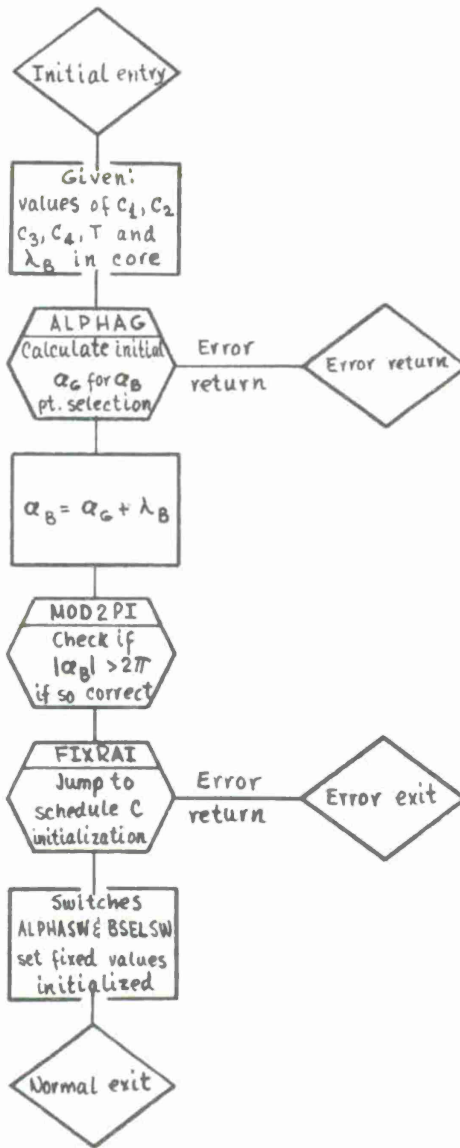 Initial entry
Given:
values of C1, C2
C3, C4, T and
λB in core
ALPHAG
Calculate initial
αG for αB
pt. selection
Error
return
Error return
αB = αG + λB
MOD2PI
Check if
|αB| > 2π
if so correct
FIXRAI
Jump to
schedule C
initialization
Error
return
Error exit
Switches
ALPHASW & BSELSW
set fixed values
initialized
Normal exit